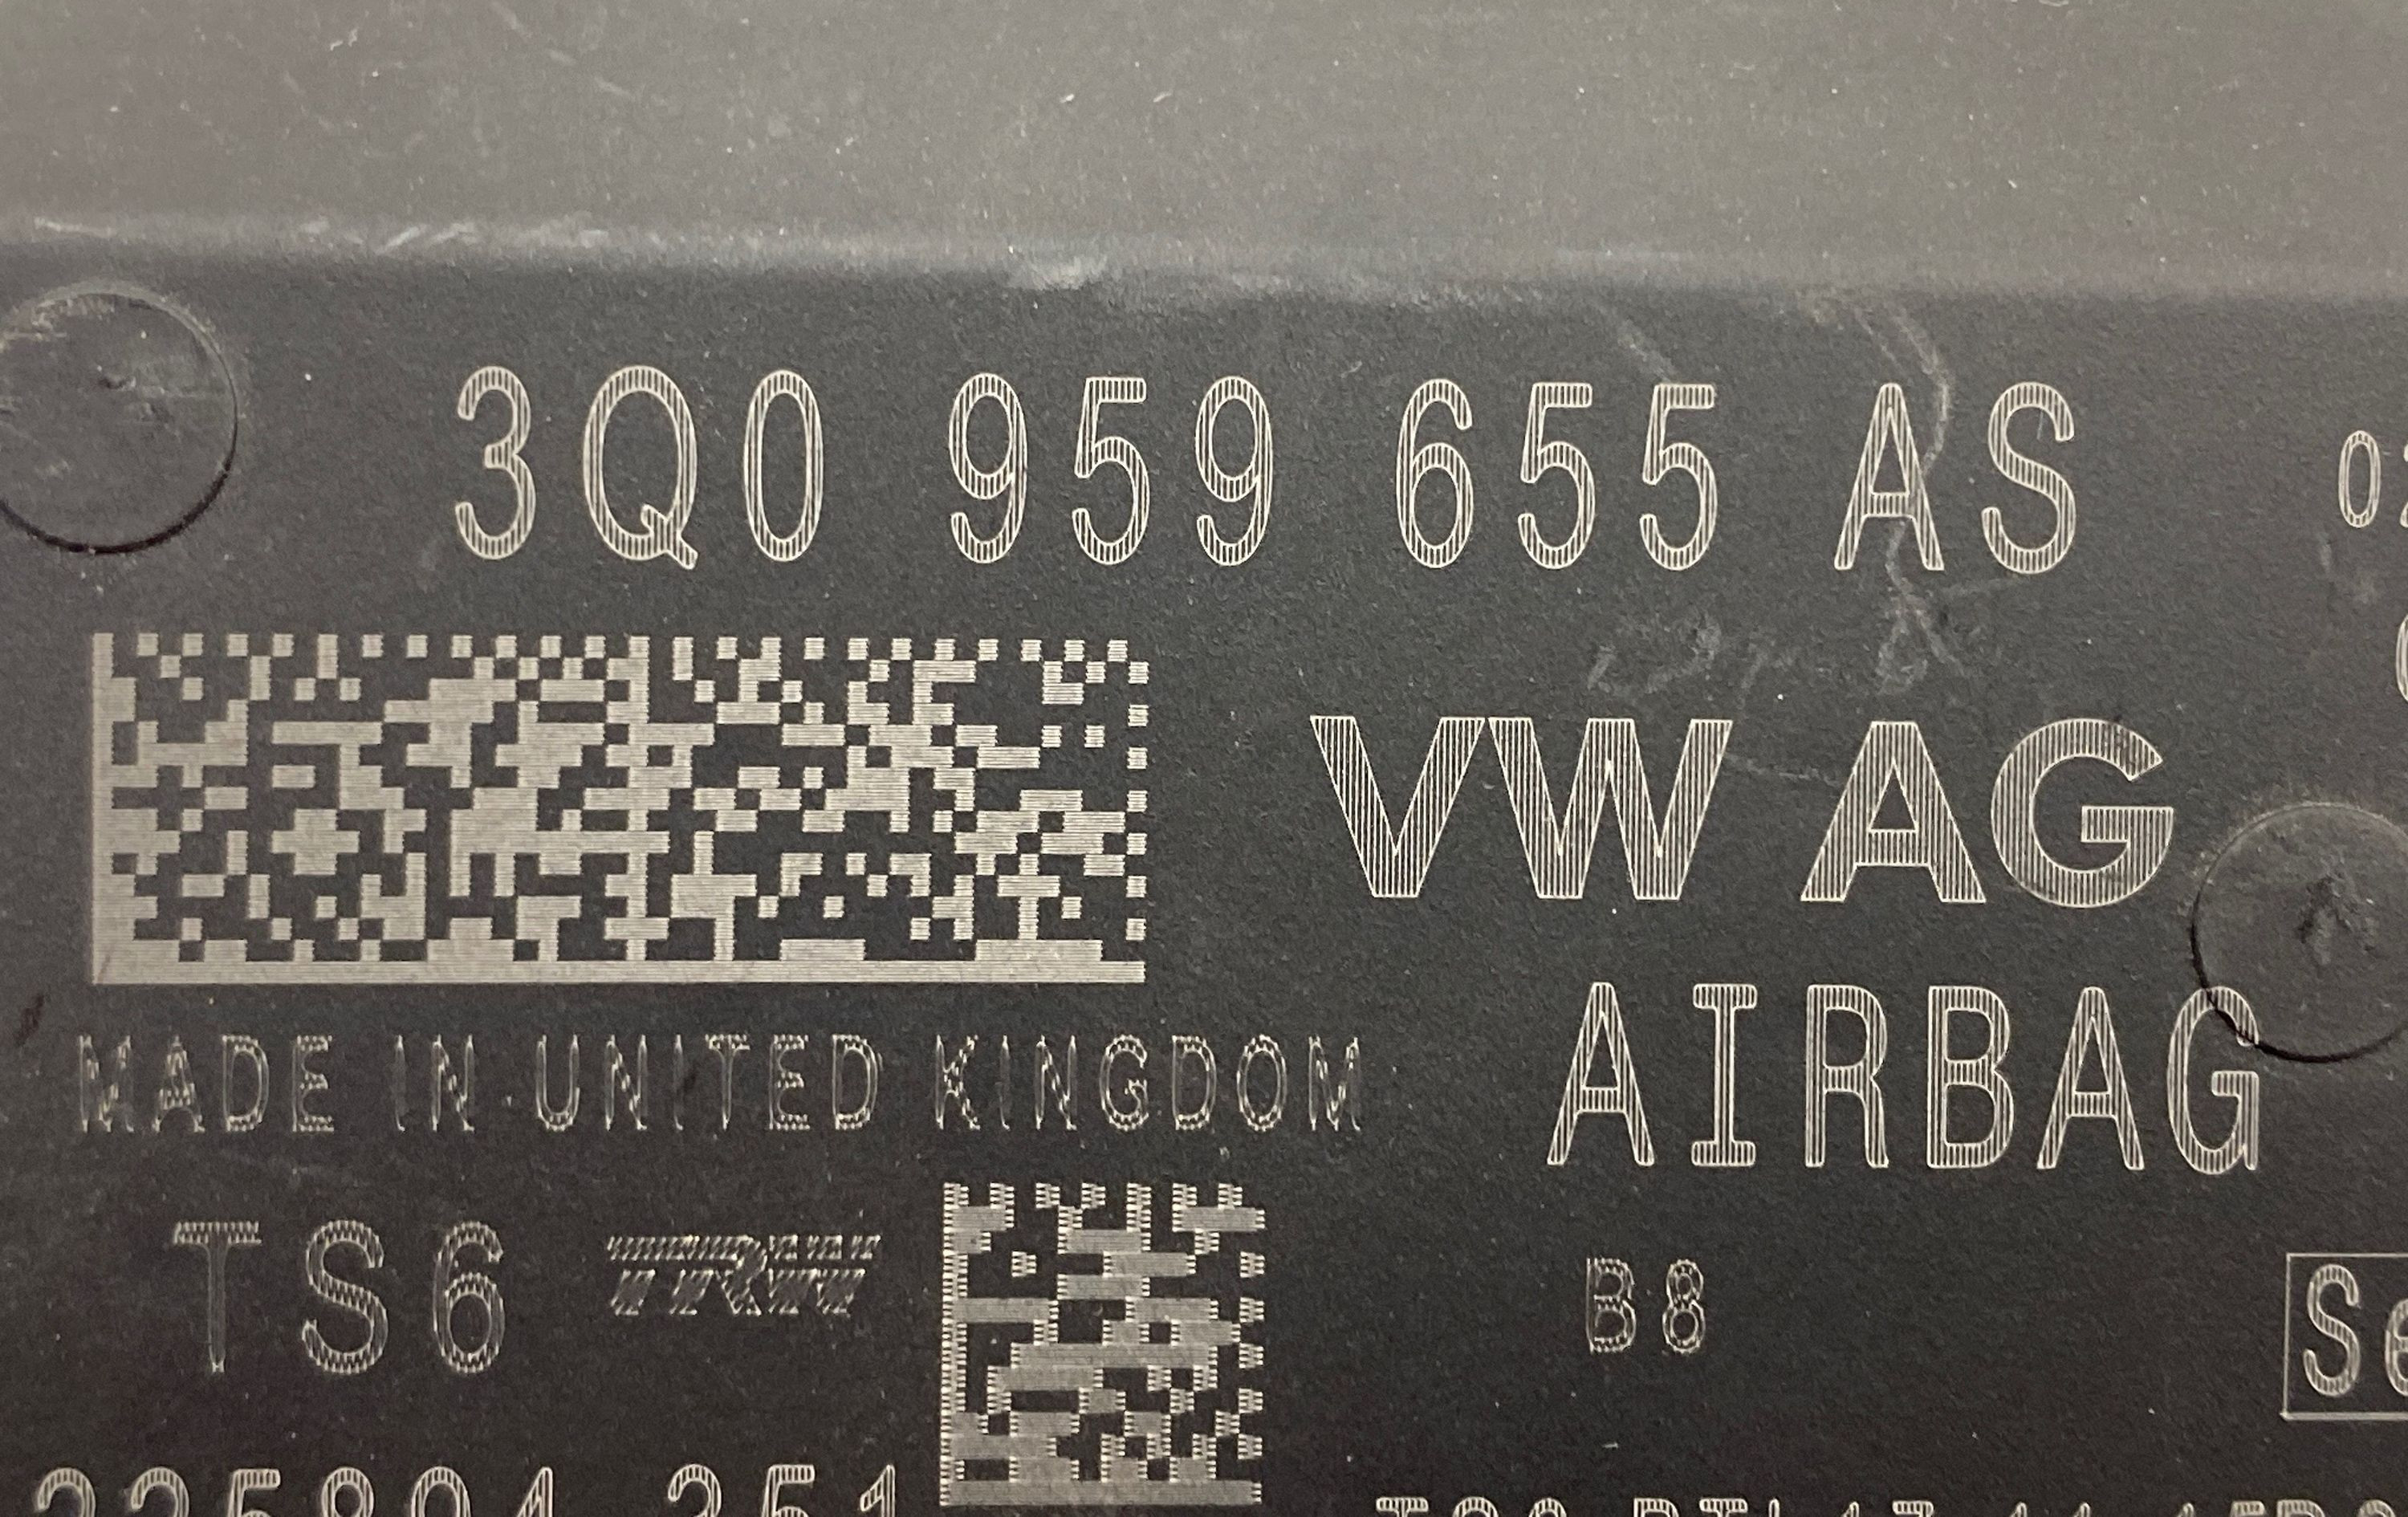 3Q0 959 655 AS
VW AG
AIRBAG
MADE IN UNITED KINGDOM
TS6 TRW
B8